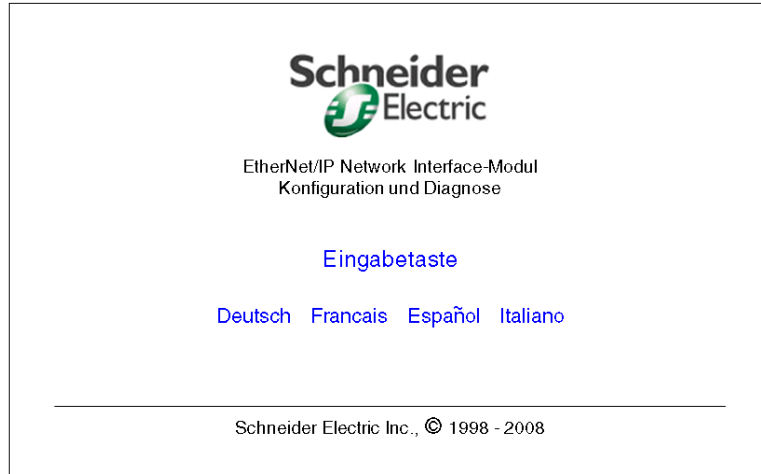 Schneider
Electric
EtherNet/IP Network Interface-Modul
Konfiguration und Diagnose
Eingabetaste
Deutsch Francais Español Italiano
Schneider Electric Inc., © 1998 - 2008